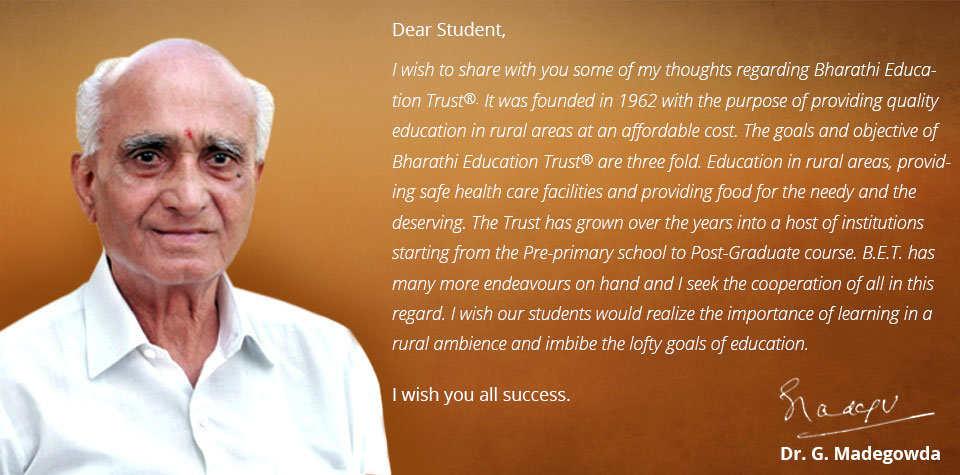 Dear Student,
I wish to share with you some of my thoughts regarding Bharathi Educa-
tion Trust®. It was founded in 1962 with the purpose of providing quality
education in rural areas at an affordable cost. The goals and objective of
Bharathi Education Trust® are three fold. Education in rural areas, provid-
ing safe health care facilities and providing food for the needy and the
deserving. The Trust has grown over the years into a host of institutions
starting from the Pre-primary school to Post-Graduate course. B.E.T. has
many more endeavours on hand and I seek the cooperation of all in this
regard. I wish our students would realize the importance of learning in a
rural ambience and imbibe the lofty goals of education.
I wish you all success.
Dr. G. Madegowda